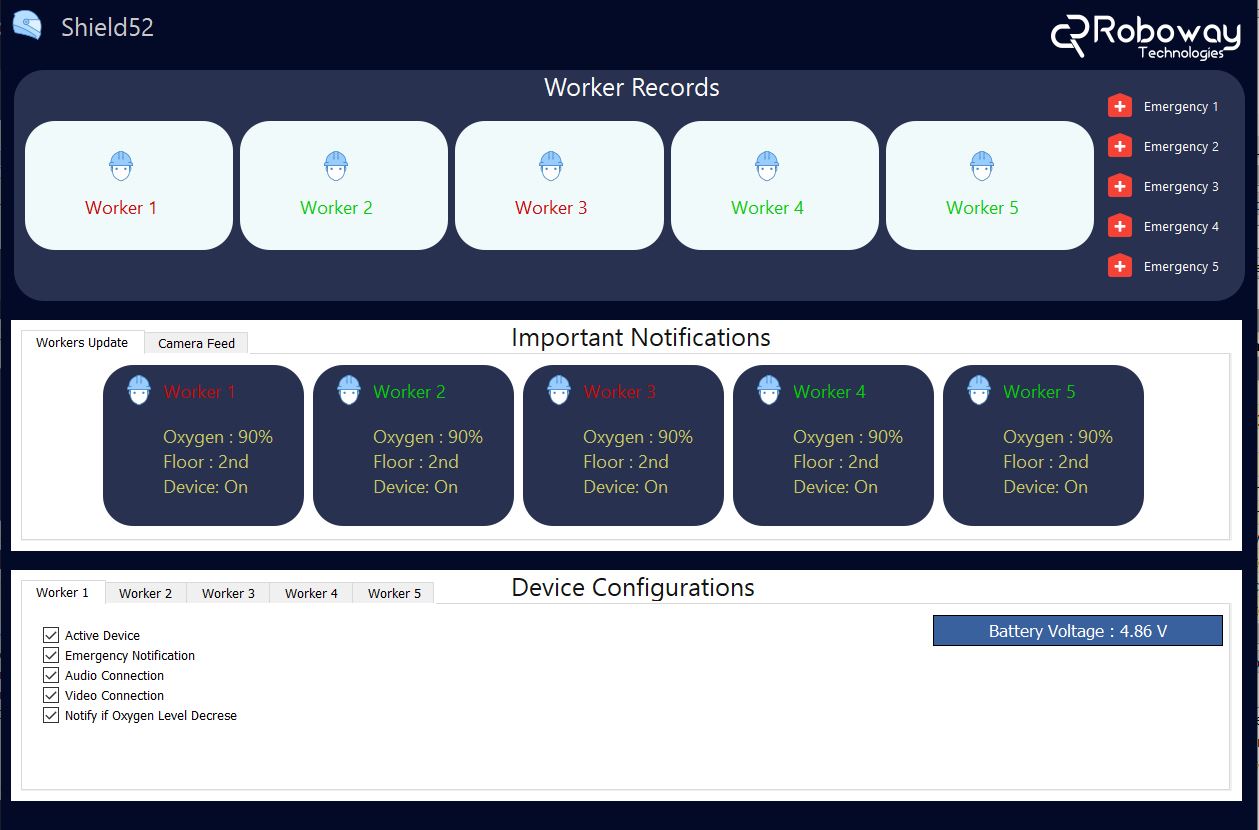 Shield52
Roboway
Technologies
Worker Records
Worker 1
Worker 2
Worker 3
Worker 4
Worker 5
Emergency 1
Emergency 2
Emergency 3
Emergency 4
Emergency 5
Workers Update
Camera Feed
Important Notifications
Worker 1
Oxygen : 90%
Floor : 2nd
Device: On
Worker 2
Oxygen : 90%
Floor : 2nd
Device: On
Worker 3
Oxygen : 90%
Floor : 2nd
Device: On
Worker 4
Oxygen : 90%
Floor : 2nd
Device: On
Worker 5
Oxygen : 90%
Floor : 2nd
Device: On
Worker 1
Worker 2
Worker 3
Worker 4
Worker 5
Device Configurations
Active Device
Emergency Notification
Audio Connection
Video Connection
Notify if Oxygen Level Decrese
Battery Voltage : 4.86 V